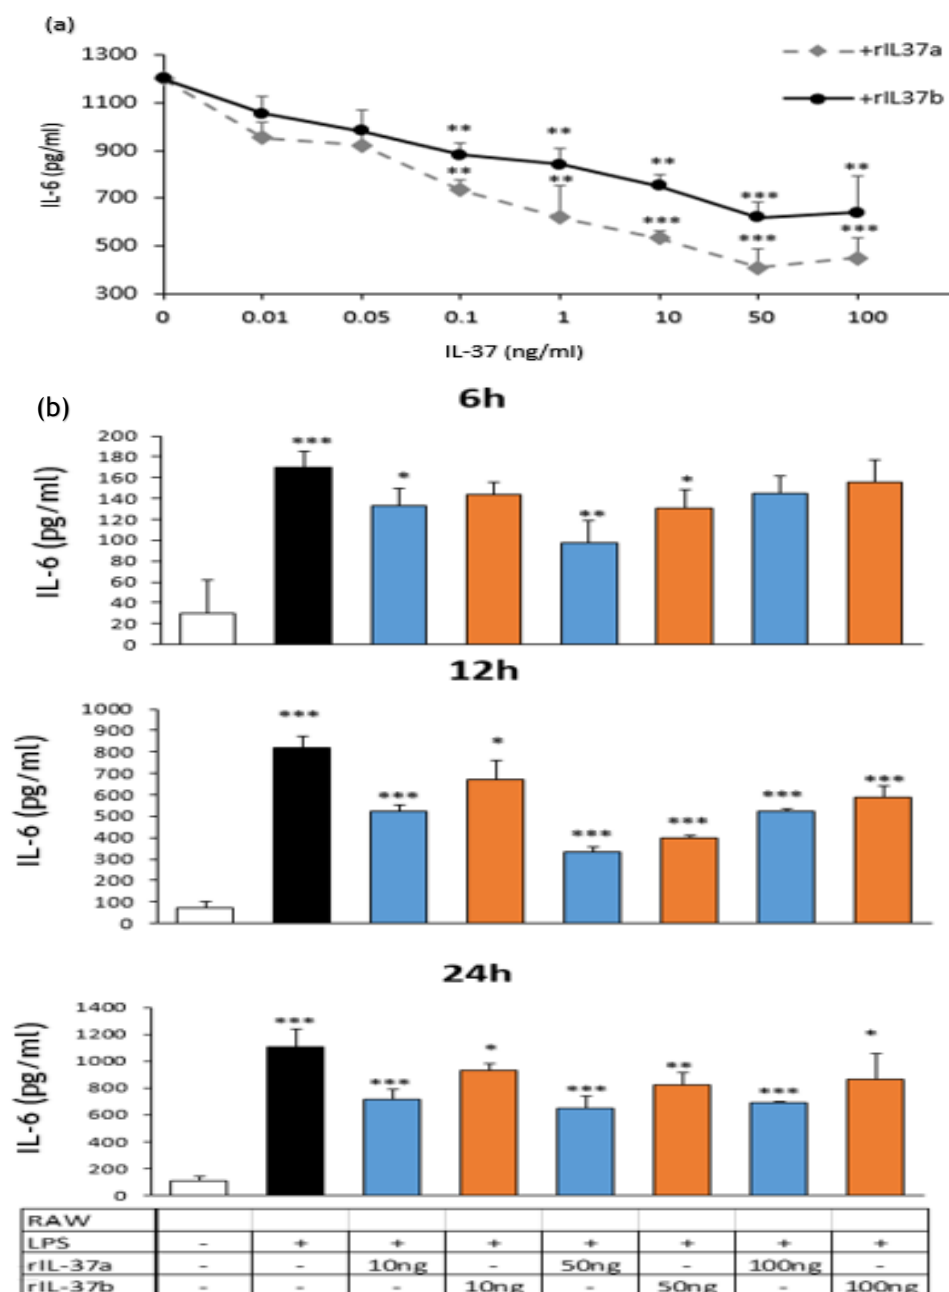 (a)
+rIL37a
+rIL37b
IL-6 (pg/ml)
1300
1100
900
700
500
300
** ** ** *** **
** ** *** *** ***
0 0.01 0.05 0.1 1 10 50 100
IL-37 (ng/ml)
(b)
6h
IL-6 (pg/ml)
200
180
160
140
120
100
80
60
40
20
0
*** * ** *
12h
IL-6 (pg/ml)
1000
900
800
700
600
500
400
300
200
100
0
*** *** * *** *** *** ***
24h
IL-6 (pg/ml)
1400
1200
1000
800
600
400
200
0
*** *** * *** ** *** *
RAW
LPS - + + + + + + +
rIL-37a - - 10ng - 50ng - 100ng -
rIL-37b - - - 10ng - 50ng - 100ng